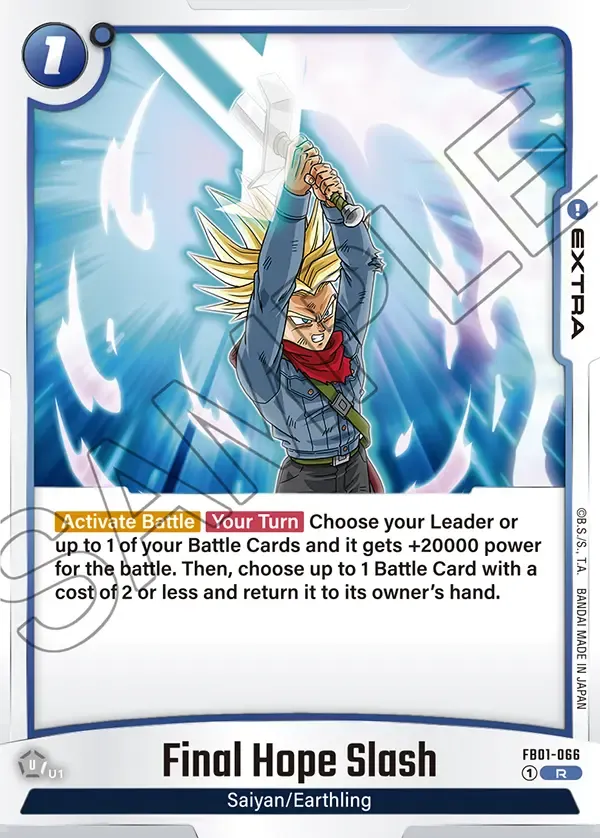 1
EXTRA
SAMPLE
Activate Battle Your Turn Choose your Leader or
up to 1 of your Battle Cards and it gets +20000 power
for the battle. Then, choose up to 1 Battle Card with a
cost of 2 or less and return it to its owner's hand.
©B.S./S., T.A. BANDAI MADE IN JAPAN
U/U1
Final Hope Slash
FB01-066
1 R
Saiyan/Earthling